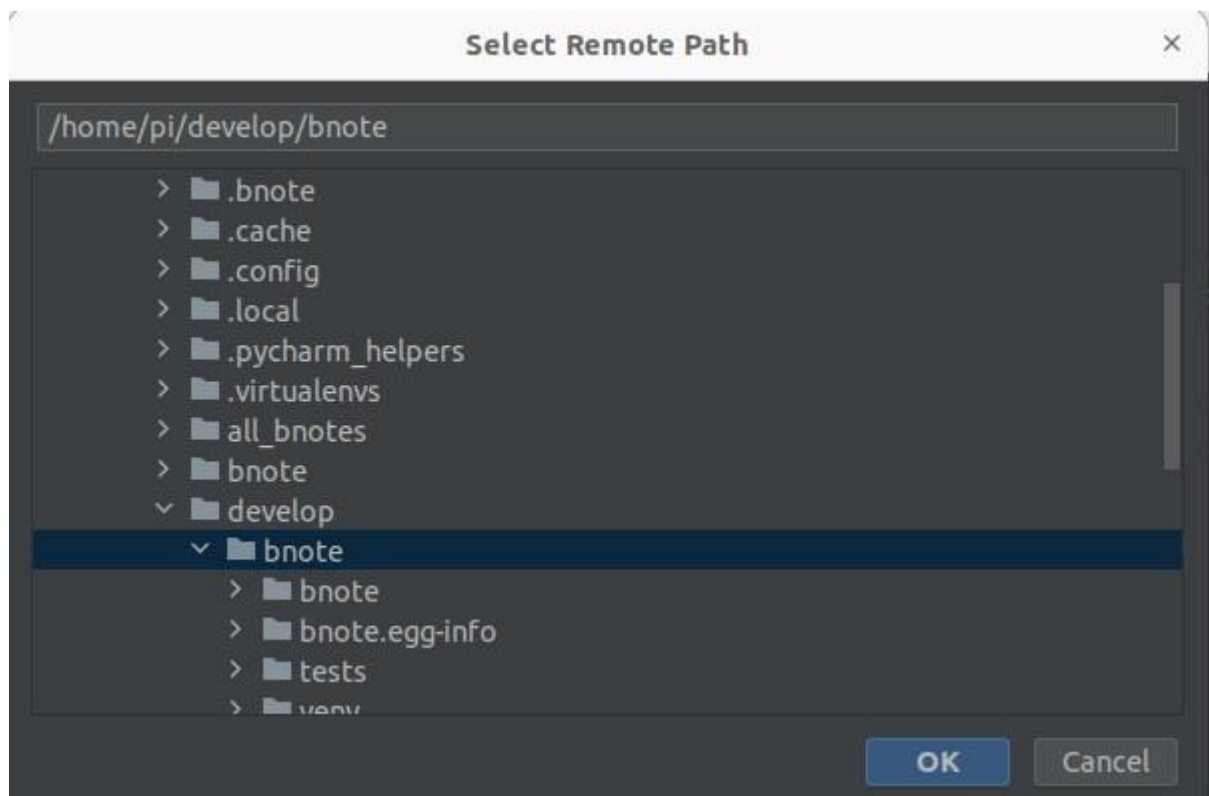 Select Remote Path
/home/pi/develop/bnote
.bnote
.cache
.config
.local
.pycharm_helpers
.virtualenvs
all_bnotes
bnote
develop
bnote
bnote
bnote.egg-info
tests
venv
OK Cancel